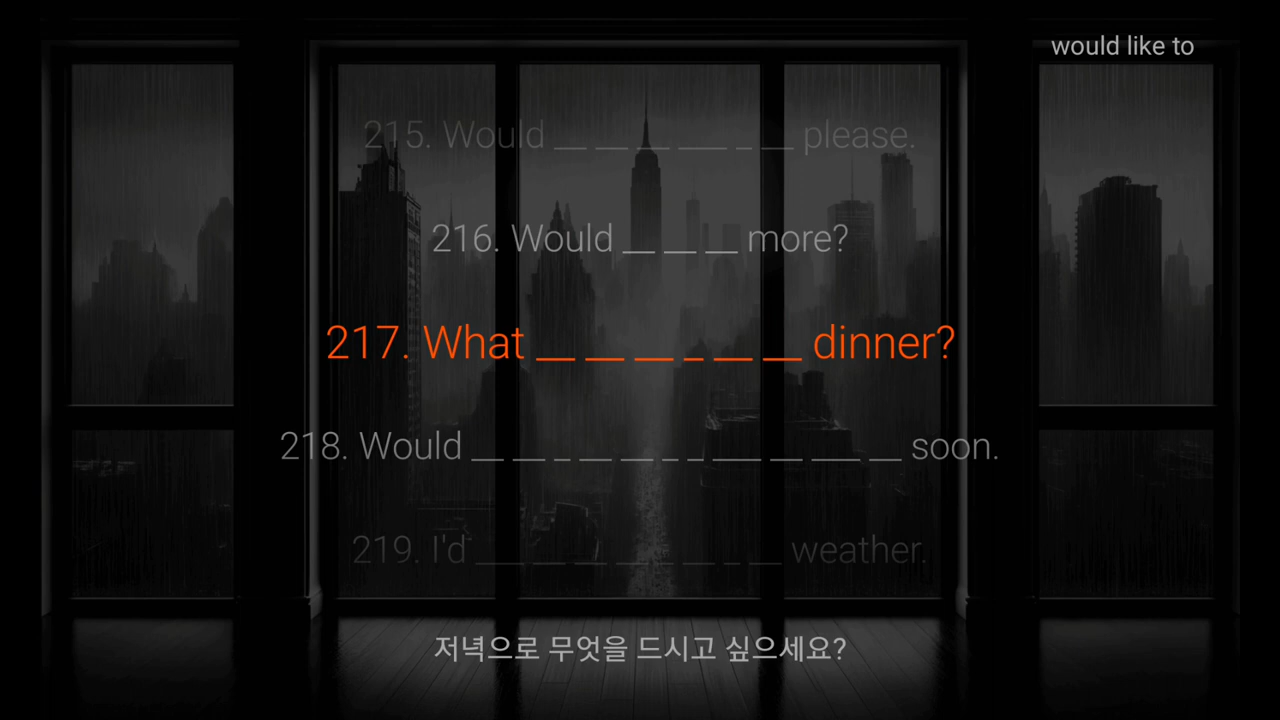 would like to
215. Would __ __ _ __ _ __ please.
216. Would __ __ __ more?
217. What __ __ __ _ __ __ dinner?
218. Would __ __ _ __ __ _ _ ___ __ ___ __ soon.
219. I'd ___ __ __ __ __ _ __ weather.
저녁으로 무엇을 드시고 싶으세요?